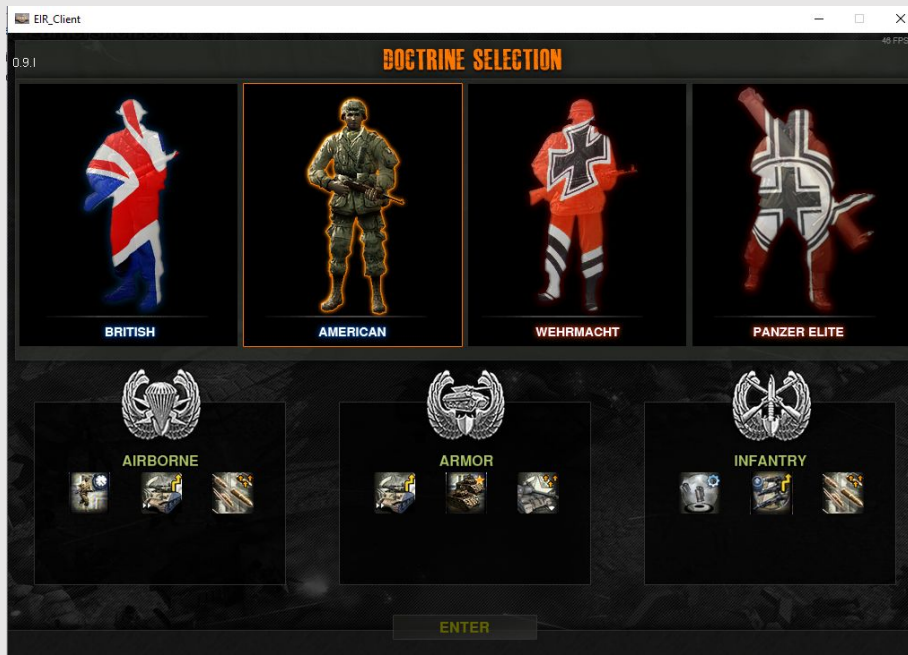 EIR_Client
48 FPS
0.9.I
DOCTRINE SELECTION
BRITISH
AMERICAN
WEHRMACHT
PANZER ELITE
AIRBORNE
ARMOR
INFANTRY
ENTER